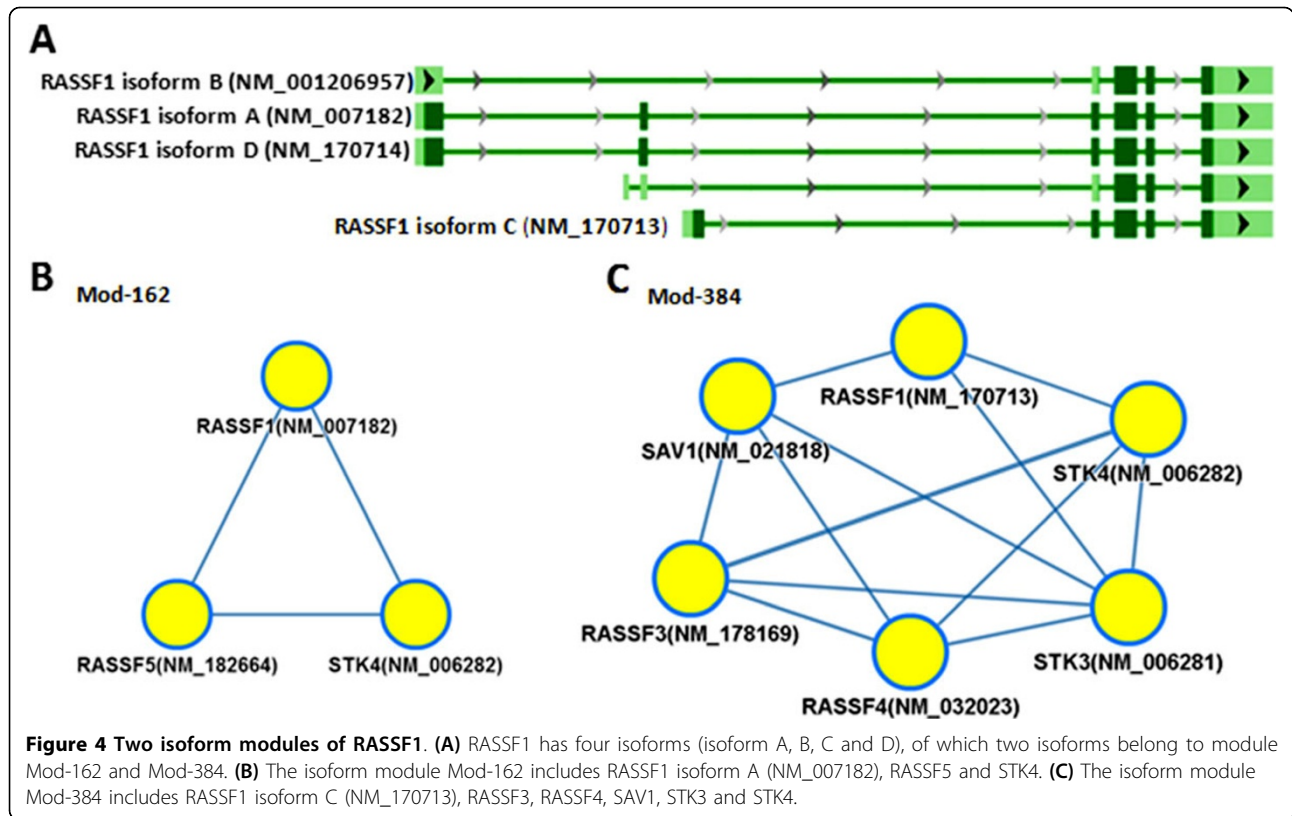 A
RASSF1 isoform B (NM_001206957)
RASSF1 isoform A (NM_007182)
RASSF1 isoform D (NM_170714)
RASSF1 isoform C (NM_170713)
B
Mod-162
RASSF1(NM_007182)
RASSF5(NM_182664)
STK4(NM_006282)
C
Mod-384
RASSF1(NM_170713)
SAV1(NM_021818)
STK4(NM_006282)
RASSF3(NM_178169)
STK3(NM_006281)
RASSF4(NM_032023)
Figure 4 Two isoform modules of RASSF1. (A) RASSF1 has four isoforms (isoform A, B, C and D), of which two isoforms belong to module
Mod-162 and Mod-384. (B) The isoform module Mod-162 includes RASSF1 isoform A (NM_007182), RASSF5 and STK4. (C) The isoform module
Mod-384 includes RASSF1 isoform C (NM_170713), RASSF3, RASSF4, SAV1, STK3 and STK4.